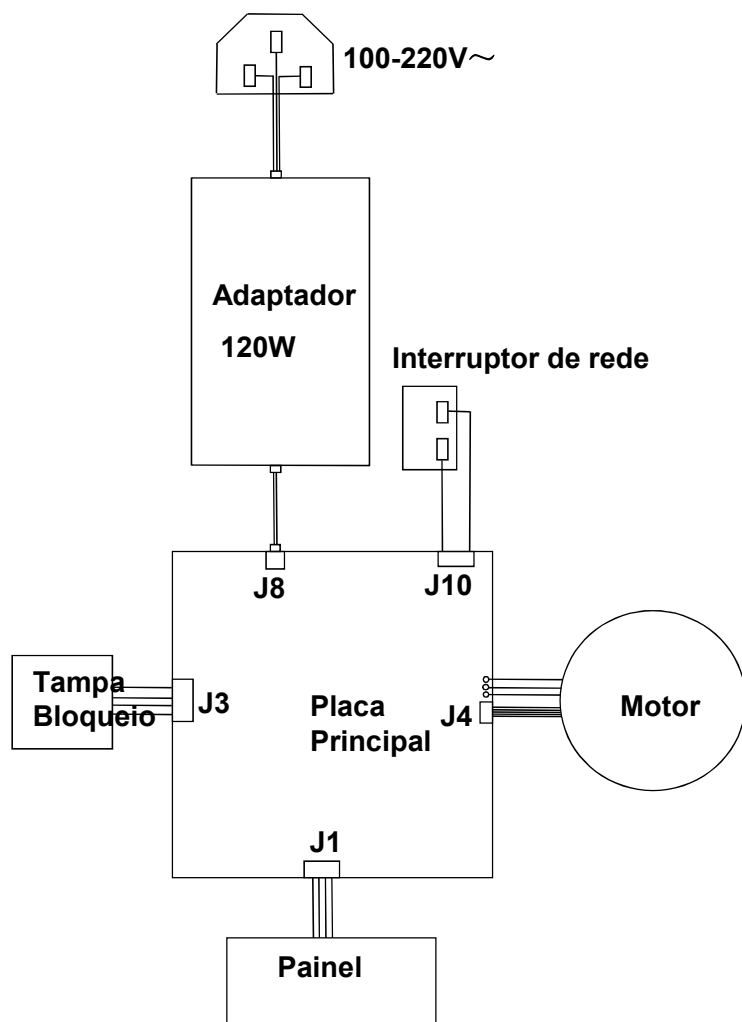 100-220V～
Adaptador
120W
Interruptor de rede
J8
J10
Tampa
Bloqueio
J3
Placa
Principal
J4
Motor
J1
Painel